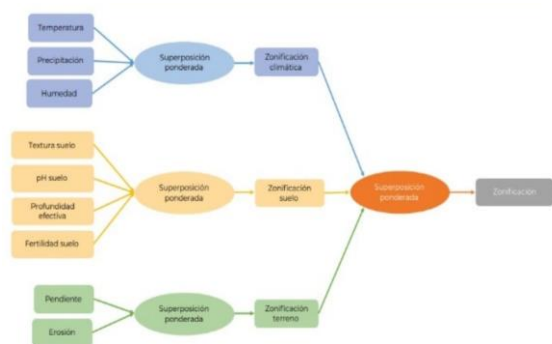 Temperatura
Precipitación
Humedad
Superposición
ponderada
Zonificación
climática
Textura suelo
pH suelo
Profundidad
efectiva
Fertilidad suelo
Superposición
ponderada
Zonificación
suelo
Superposición
ponderada
Zonificación
Pendiente
Erosión
Superposición
ponderada
Zonificación
terreno